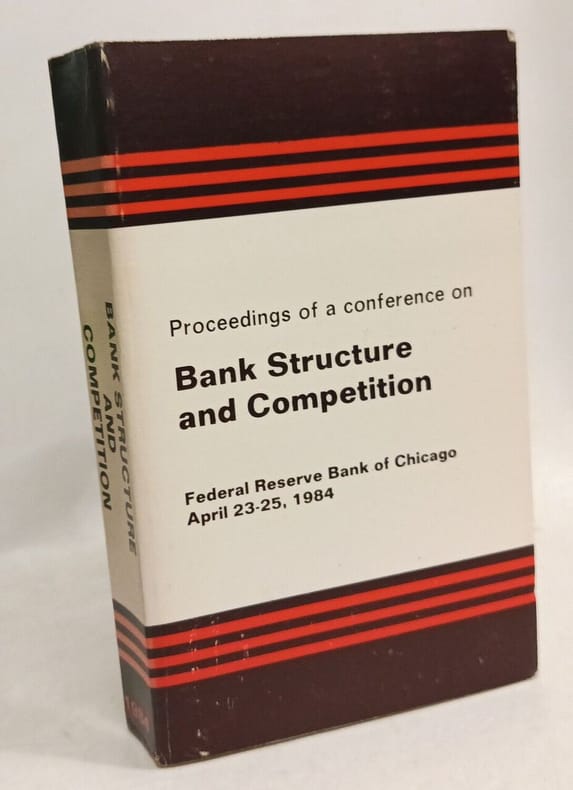 Proceedings of a conference on
Bank Structure
and Competition
Federal Reserve Bank of Chicago
April 23-25, 1984
BANK STRUCTURE
AND
COMPETITION
1984